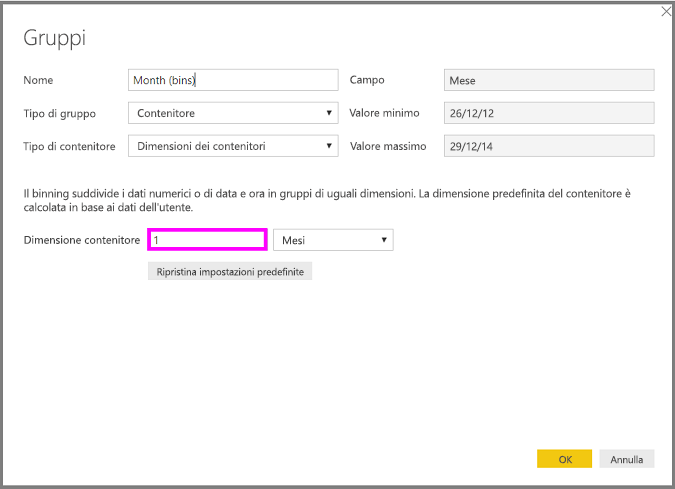 Gruppi
Nome Month (bins) Campo Mese
Tipo di gruppo Contenitore Valore minimo 26/12/12
Tipo di contenitore Dimensioni dei contenitori Valore massimo 29/12/14
Il binning suddivide i dati numerici o di data e ora in gruppi di uguali dimensioni. La dimensione predefinita del contenitore è
calcolata in base ai dati dell'utente.
Dimensione contenitore 1 Mesi
Ripristina impostazioni predefinite
OK Annulla